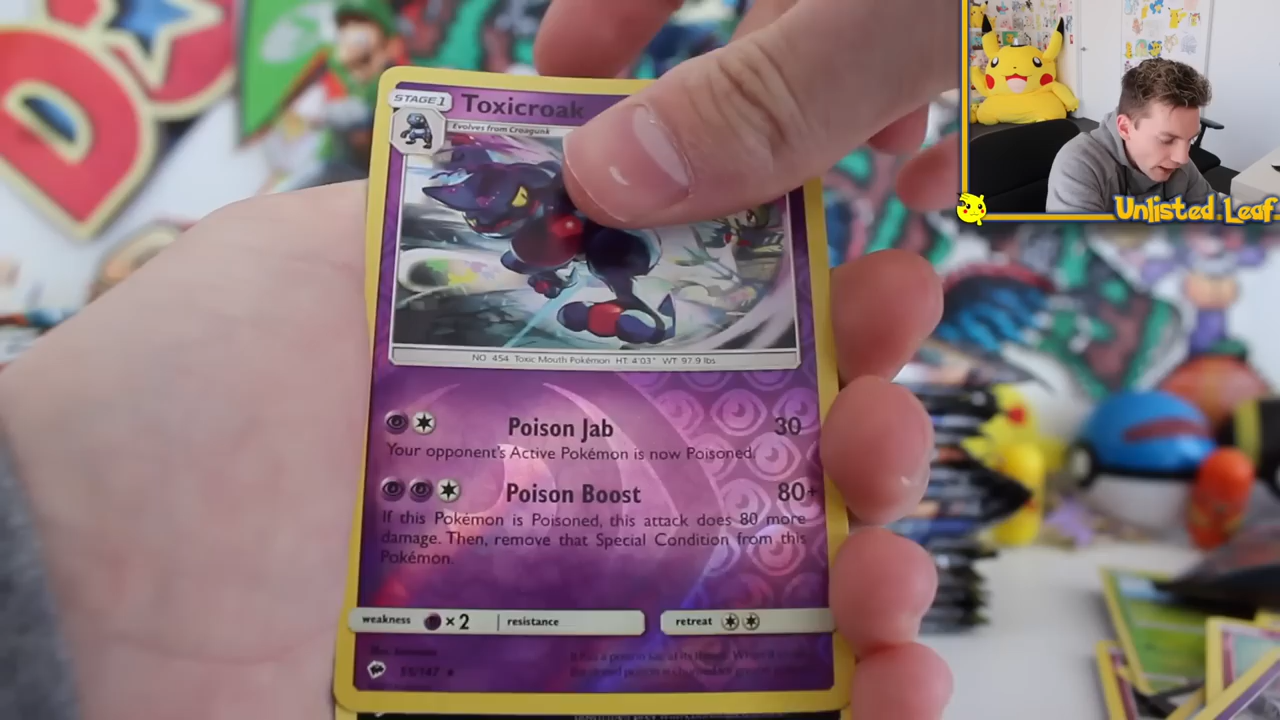 STAGE 1 Toxicroak
Evolves from Croagunk
Unlisted.Leaf
NO. 454 Toxic Mouth Pokémon HT: 4'03" WT: 97.9 lbs
Poison Jab 30
Your opponent's Active Pokémon is now Poisoned.
Poison Boost 80+
If this Pokémon is Poisoned, this attack does 80 more
damage. Then, remove that Special Condition from this
Pokémon.
weakness ×2 resistance retreat